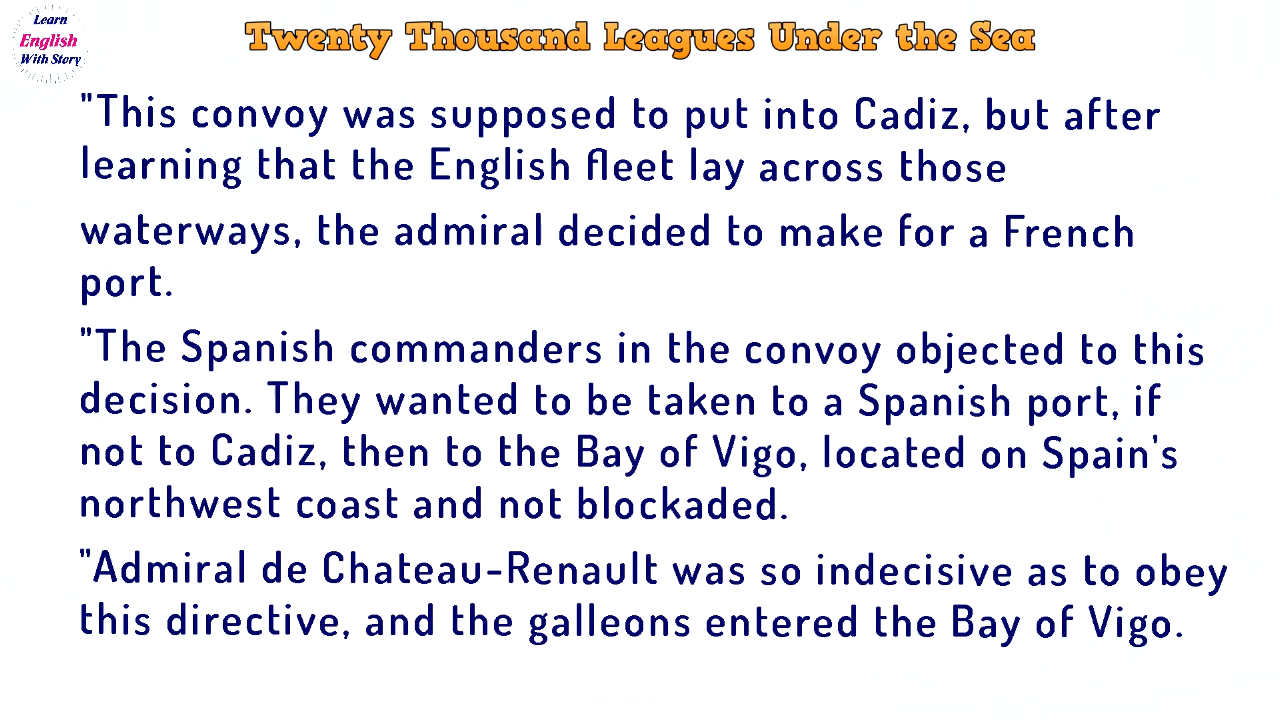 Learn
English
With Story
Twenty Thousand Leagues Under the Sea
"This convoy was supposed to put into Cadiz, but after
learning that the English fleet lay across those
waterways, the admiral decided to make for a French
port.
"The Spanish commanders in the convoy objected to this
decision. They wanted to be taken to a Spanish port, if
not to Cadiz, then to the Bay of Vigo, located on Spain's
northwest coast and not blockaded.
"Admiral de Chateau-Renault was so indecisive as to obey
this directive, and the galleons entered the Bay of Vigo.